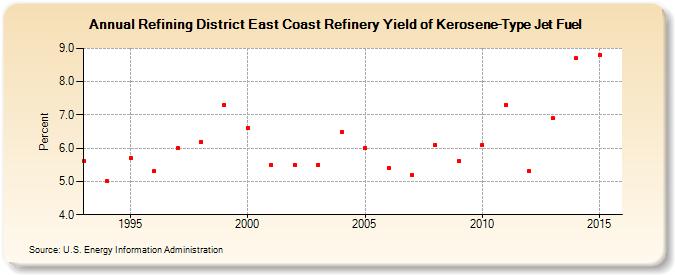 Annual Refining District East Coast Refinery Yield of Kerosene-Type Jet Fuel
Percent
9.0
8.0
7.0
6.0
5.0
4.0
1995 2000 2005 2010 2015
Source: U.S. Energy Information Administration